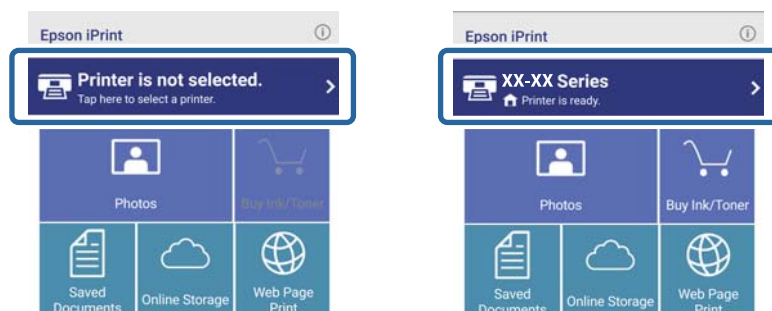 Epson iPrint
Printer is not selected.
Tap here to select a printer.
Photos
Buy Ink/Toner
Saved
Documents
Online Storage
Web Page
Print
Epson iPrint
XX-XX Series
Printer is ready.
Photos
Buy Ink/Toner
Saved
Documents
Online Storage
Web Page
Print